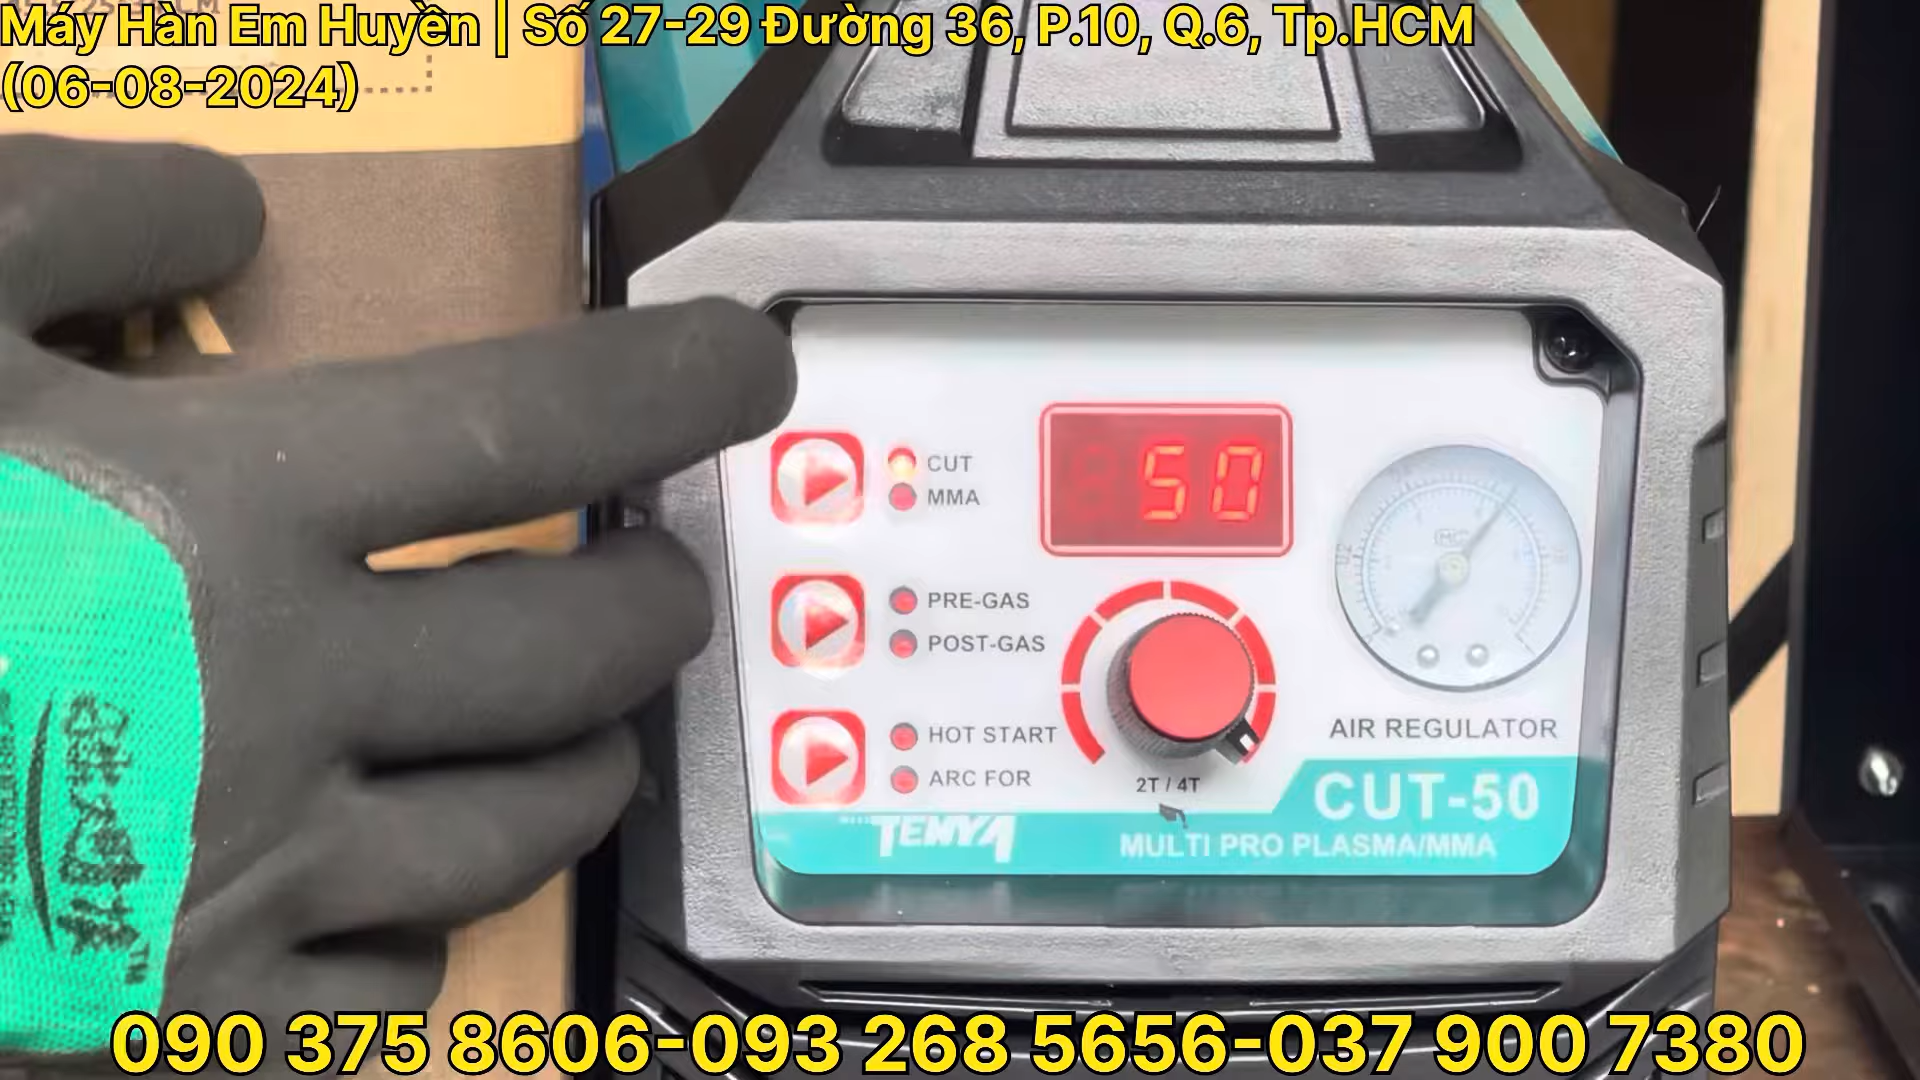 Máy Hàn Em Huyền | Số 27-29 Đường 36, P.10, Q.6, Tp.HCM
(06-08-2024)
CUT
MMA
50
PRE-GAS
POST-GAS
HOT START
ARC FOR
2T / 4T
AIR REGULATOR
CUT-50
TENYA
MULTI PRO PLASMA/MMA
090 375 8606-093 268 5656-037 900 7380